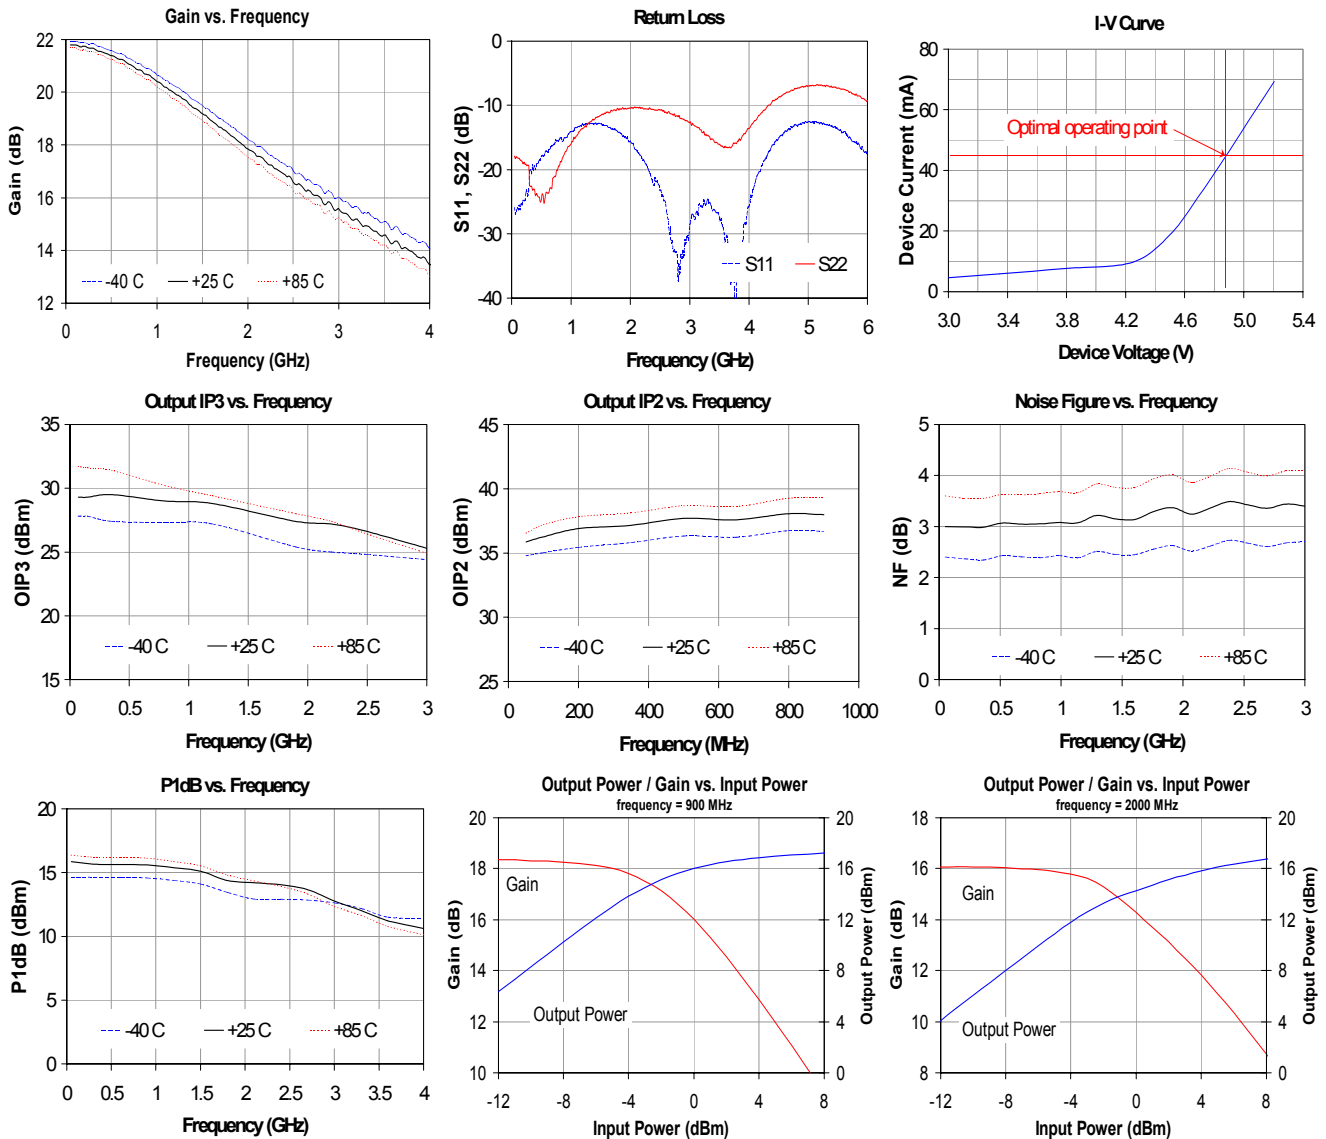 Gain vs. Frequency
Gain (dB)
22
20
18
16
14
12
-40 C
+25 C
+85 C
0
1
2
3
4
Frequency (GHz)
Return Loss
S11, S22 (dB)
0
-10
-20
-30
-40
S11
S22
0
1
2
3
4
5
6
Frequency (GHz)
I-V Curve
Device Current (mA)
80
60
40
20
0
Optimal operating point
3.0
3.4
3.8
4.2
4.6
5.0
5.4
Device Voltage (V)
Output IP3 vs. Frequency
OIP3 (dBm)
35
30
25
20
15
-40 C
+25 C
+85 C
0
0.5
1
1.5
2
2.5
3
Frequency (GHz)
Output IP2 vs. Frequency
OIP2 (dBm)
45
40
35
30
25
-40 C
+25 C
+85 C
0
200
400
600
800
1000
Frequency (MHz)
Noise Figure vs. Frequency
NF (dB)
5
4
3
2
1
0
-40 C
+25 C
+85 C
0
0.5
1
1.5
2
2.5
3
Frequency (GHz)
P1dB vs. Frequency
P1dB (dBm)
20
15
10
5
0
-40 C
+25 C
+85 C
0
0.5
1
1.5
2
2.5
3
3.5
4
Frequency (GHz)
Output Power / Gain vs. Input Power
frequency = 900 MHz
Gain (dB)
20
18
16
14
12
10
Gain
Output Power
20
16
12
8
4
0
Output Power (dBm)
-12
-8
-4
0
4
8
Input Power (dBm)
Output Power / Gain vs. Input Power
frequency = 2000 MHz
Gain (dB)
18
16
14
12
10
8
Gain
Output Power
20
16
12
8
4
0
Output Power (dBm)
-12
-8
-4
0
4
8
Input Power (dBm)